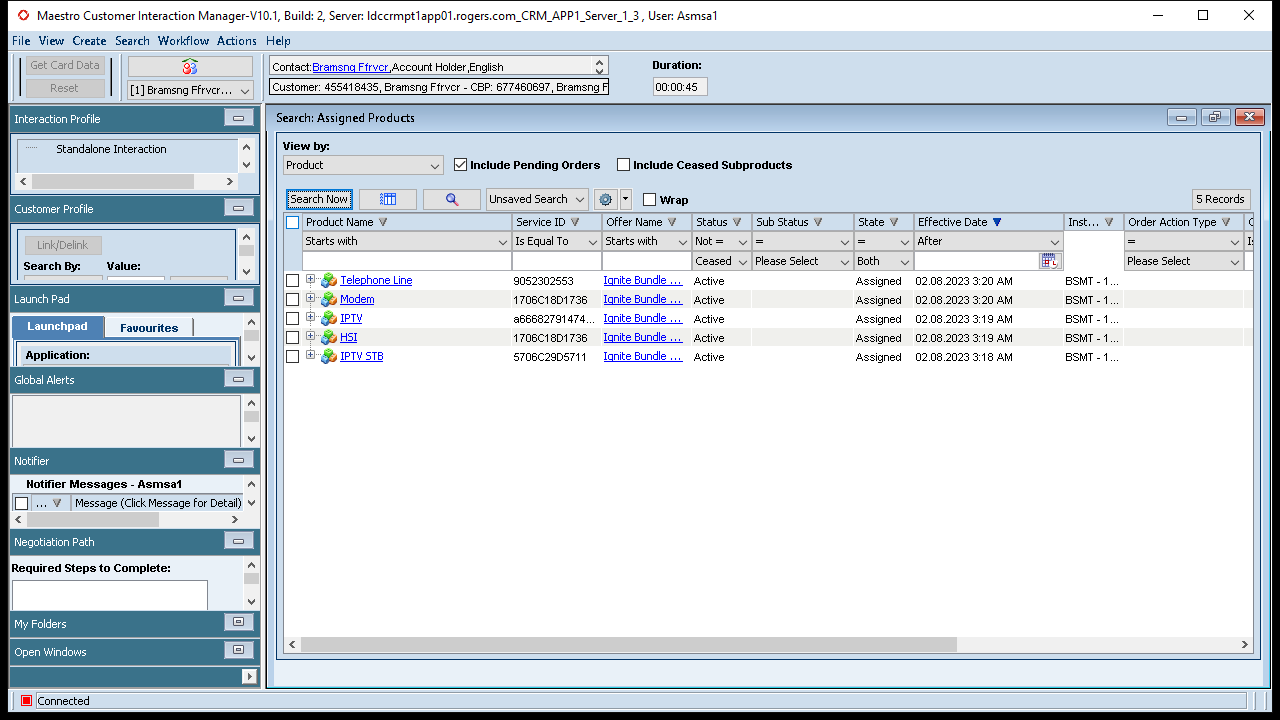 Maestro Customer Interaction Manager-V10.1, Build: 2, Server: ldccrmpt1app01.rogers.com_CRM_APP1_Server_1_3 , User: Asmsa1
File View Create Search Workflow Actions Help
Get Card Data
Reset
[1] Bramsng Ffrvcr...
Contact:Bramsng Ffrvcr,Account Holder,English
Customer: 455418435, Bramsng Ffrvcr - CBP: 677460697, Bramsng F
Duration:
00:00:45
Interaction Profile
Standalone Interaction
Customer Profile
Link/Delink
Search By: Value:
Launch Pad
Launchpad Favourites
Application:
Global Alerts
Notifier
Notifier Messages - Asmsa1
... Message (Click Message for Detail)
Negotiation Path
Required Steps to Complete:
My Folders
Open Windows
Search: Assigned Products
View by:
Product Include Pending Orders Include Ceased Subproducts
Search Now Unsaved Search Wrap 5 Records
Product Name Service ID Offer Name Status Sub Status State Effective Date Inst... Order Action Type
Starts with Is Equal To Starts with Not = = = After =
Ceased Please Select Both Please Select
Telephone Line 9052302553 Ignite Bundle ... Active Assigned 02.08.2023 3:20 AM BSMT - 1...
Modem 1706C18D1736 Ignite Bundle ... Active Assigned 02.08.2023 3:20 AM BSMT - 1...
IPTV a66682791474... Ignite Bundle ... Active Assigned 02.08.2023 3:19 AM BSMT - 1...
HSI 1706C18D1736 Ignite Bundle ... Active Assigned 02.08.2023 3:19 AM BSMT - 1...
IPTV STB 5706C29D5711 Ignite Bundle ... Active Assigned 02.08.2023 3:18 AM BSMT - 1...
Connected